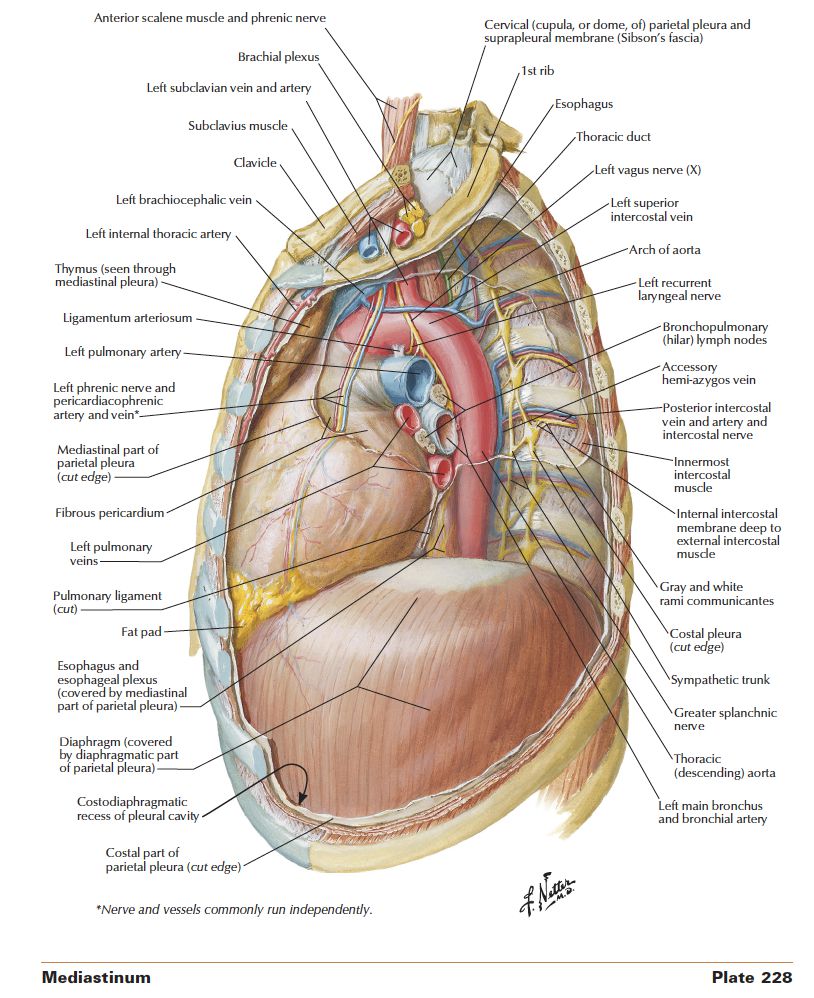 Anterior scalene muscle and phrenic nerve
Brachial plexus
Left subclavian vein and artery
Subclavius muscle
Clavicle
Left brachiocephalic vein
Left internal thoracic artery
Thymus (seen through
mediastinal pleura)
Ligamentum arteriosum
Left pulmonary artery
Left phrenic nerve and
pericardiacophrenic
artery and vein*
Mediastinal part of
parietal pleura
(cut edge)
Fibrous pericardium
Left pulmonary
veins
Pulmonary ligament
(cut)
Fat pad
Esophagus and
esophageal plexus
(covered by mediastinal
part of parietal pleura)
Diaphragm (covered
by diaphragmatic part
of parietal pleura)
Costodiaphragmatic
recess of pleural cavity
Costal part of
parietal pleura (cut edge)
Cervical (cupula, or dome, of) parietal pleura and
suprapleural membrane (Sibson's fascia)
1st rib
Esophagus
Thoracic duct
Left vagus nerve (X)
Left superior
intercostal vein
Arch of aorta
Left recurrent
laryngeal nerve
Bronchopulmonary
(hilar) lymph nodes
Accessory
hemi-azygos vein
Posterior intercostal
vein and artery and
intercostal nerve
Innermost
intercostal
muscle
Internal intercostal
membrane deep to
external intercostal
muscle
Gray and white
rami communicantes
Costal pleura
(cut edge)
Sympathetic trunk
Greater splanchnic
nerve
Thoracic
(descending) aorta
Left main bronchus
and bronchial artery
F. Netter
M.D.
*Nerve and vessels commonly run independently.
Mediastinum
Plate 228